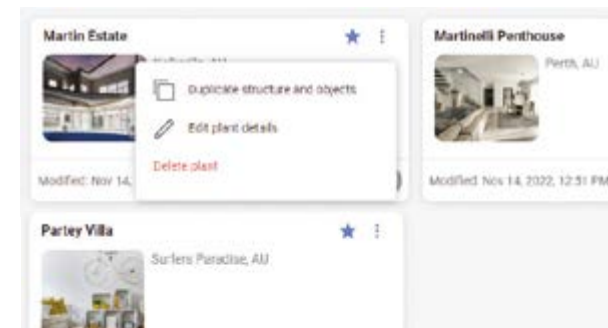 Martin Estate
Martinelli Penthouse
Perth, AU
Duplicate structure and objects
Edit plant details
Delete plant
Modified: Nov 14,
Modified: Nov 14, 2022, 12:51 PM
Partey Villa
Surfers Paradise, AU